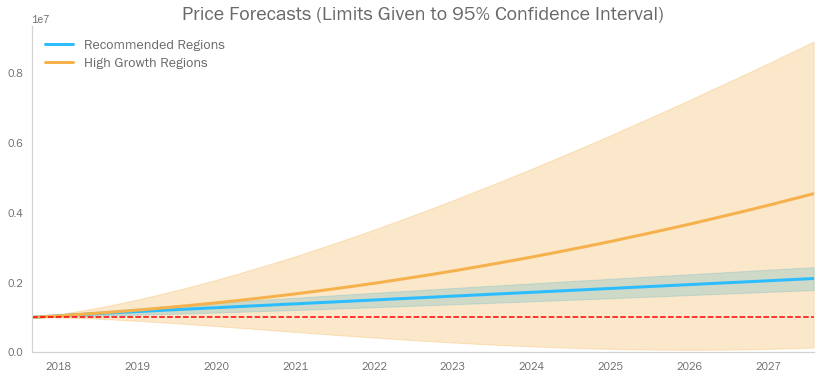 Price Forecasts (Limits Given to 95% Confidence Interval)
1e7
Recommended Regions
High Growth Regions
0.8
0.6
0.4
0.2
0.0
2018 2019 2020 2021 2022 2023 2024 2025 2026 2027